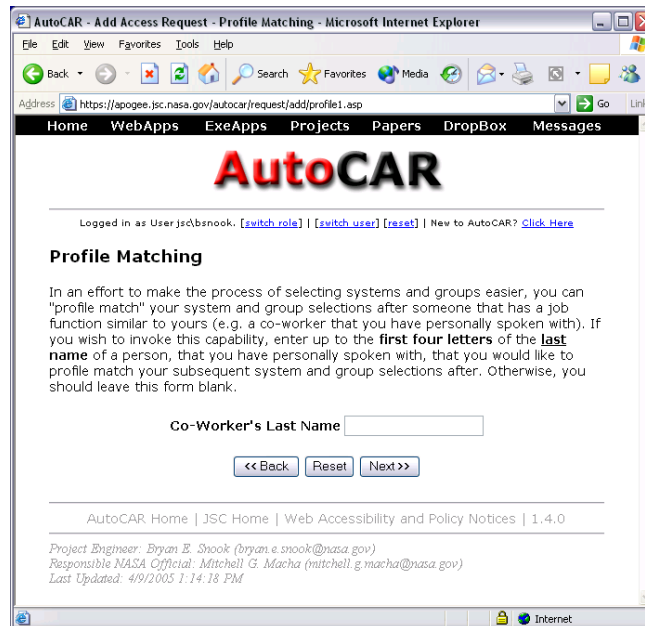 AutoCAR - Add Access Request - Profile Matching - Microsoft Internet Explorer
File Edit View Favorites Tools Help
Back Search Favorites Media
Address https://apogee.jsc.nasa.gov/autocar/request/add/profile1.asp Go Lin
Home WebApps ExeApps Projects Papers DropBox Messages
AutoCAR
Logged in as User jsc\bsnook. [switch role] | [switch user] [reset] | New to AutoCAR? Click Here
Profile Matching
In an effort to make the process of selecting systems and groups easier, you can
"profile match" your system and group selections after someone that has a job
function similar to yours (e.g. a co-worker that you have personally spoken with). If
you wish to invoke this capability, enter up to the first four letters of the last
name of a person, that you have personally spoken with, that you would like to
profile match your subsequent system and group selections after. Otherwise, you
should leave this form blank.
Co-Worker's Last Name
<< Back Reset Next >>
AutoCAR Home | JSC Home | Web Accessibility and Policy Notices | 1.4.0
Project Engineer: Bryan E. Snook (bryan.e.snook@nasa.gov)
Responsible NASA Official: Mitchell G. Macha (mitchell.g.macha@nasa.gov)
Last Updated: 4/9/2005 1:14:18 PM
Internet